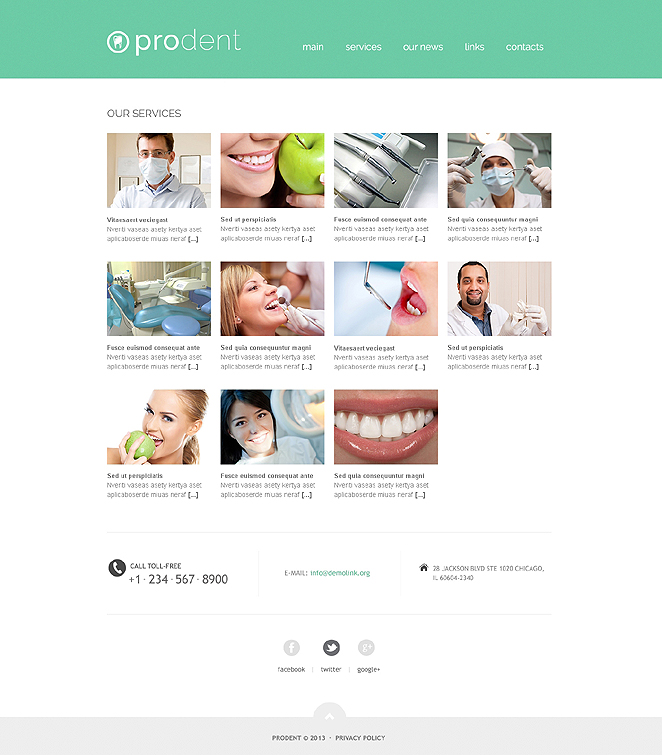 prodent
main services our news links contacts
OUR SERVICES
Vitaesaert veciegast
Nverti vaseas asety kertya aset
aplicaboserde miuas neraf [...]
Sed ut perspiciatis
Nverti vaseas asety kertya aset
aplicaboserde miuas neraf [...]
Fusce euismod consequat ante
Nverti vaseas asety kertya aset
aplicaboserde miuas neraf [...]
Sed quia consequuntur magni
Nverti vaseas asety kertya aset
aplicaboserde miuas neraf [...]
Fusce euismod consequat ante
Nverti vaseas asety kertya aset
aplicaboserde miuas neraf [...]
Sed quia consequuntur magni
Nverti vaseas asety kertya aset
aplicaboserde miuas neraf [...]
Vitaesaert veciegast
Nverti vaseas asety kertya aset
aplicaboserde miuas neraf [...]
Sed ut perspiciatis
Nverti vaseas asety kertya aset
aplicaboserde miuas neraf [...]
Sed ut perspiciatis
Nverti vaseas asety kertya aset
aplicaboserde miuas neraf [...]
Fusce euismod consequat ante
Nverti vaseas asety kertya aset
aplicaboserde miuas neraf [...]
Sed quia consequuntur magni
Nverti vaseas asety kertya aset
aplicaboserde miuas neraf [...]
CALL TOLL-FREE
+1 · 234 · 567 · 8900
E-MAIL: info@demolink.org
28 JACKSON BLVD STE 1020 CHICAGO,
IL 60604-2340
facebook | twitter | google+
PRODENT © 2013 · PRIVACY POLICY